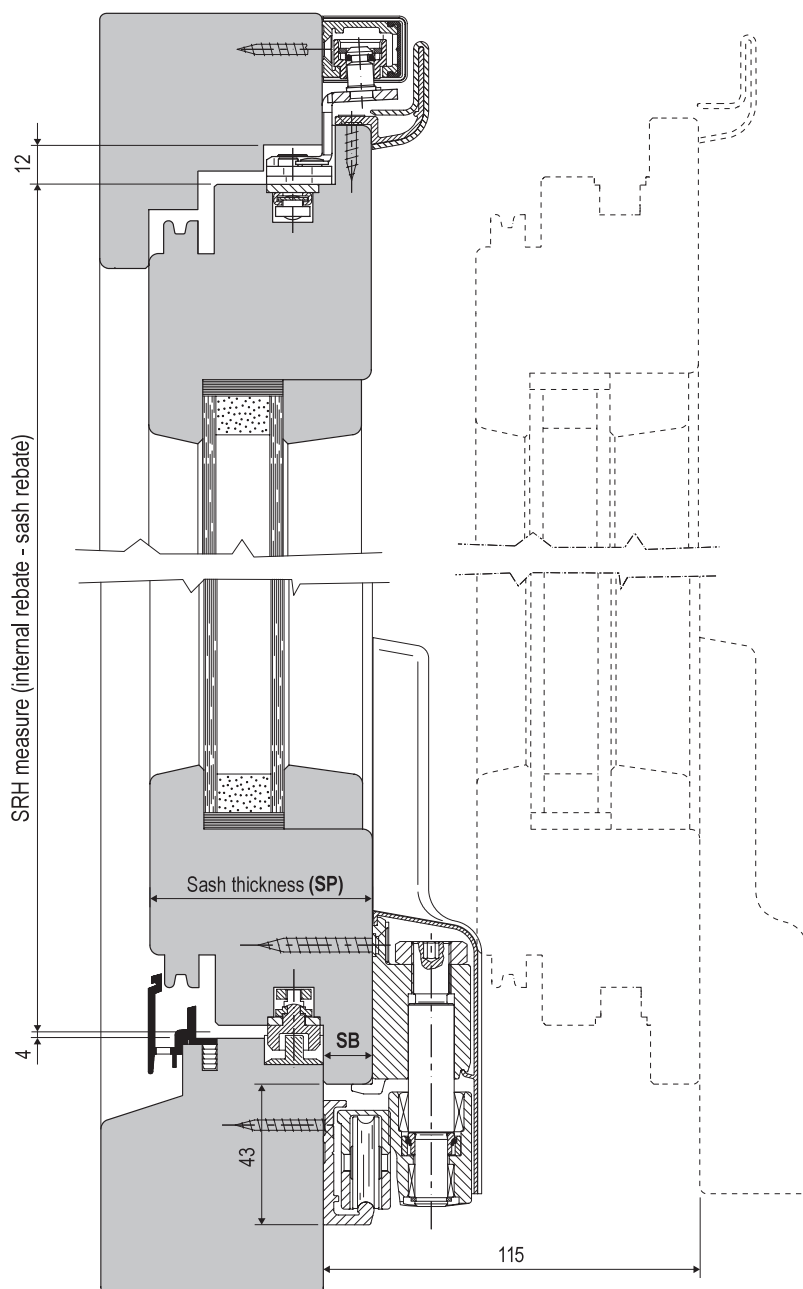 12
SRH measure (internal rebate - sash rebate)
Sash thickness (SP)
SB
4
43
115